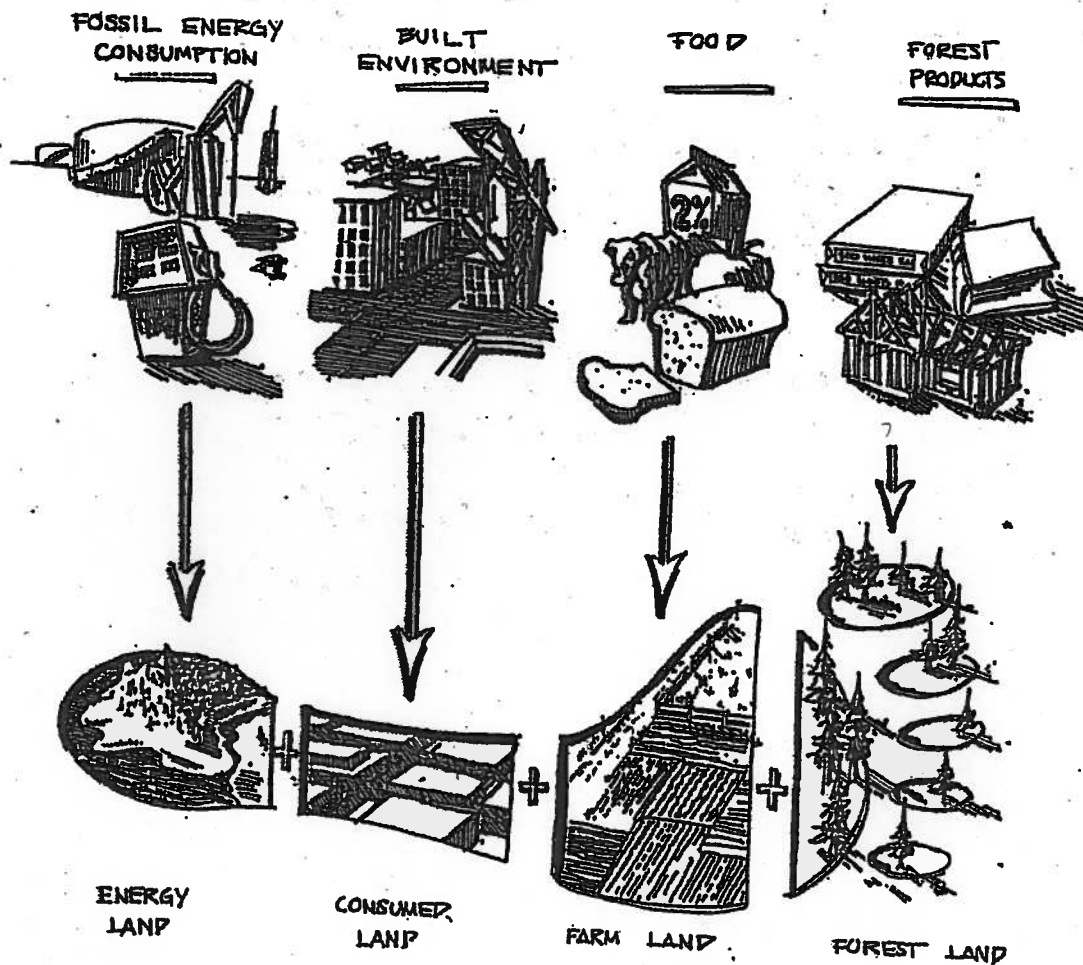 FOSSIL ENERGY
CONSUMPTION
BUILT
ENVIRONMENT
FOOD
FOREST
PRODUCTS
2%
ENERGY
LAND
CONSUMED
LAND
FARM LAND
FOREST LAND